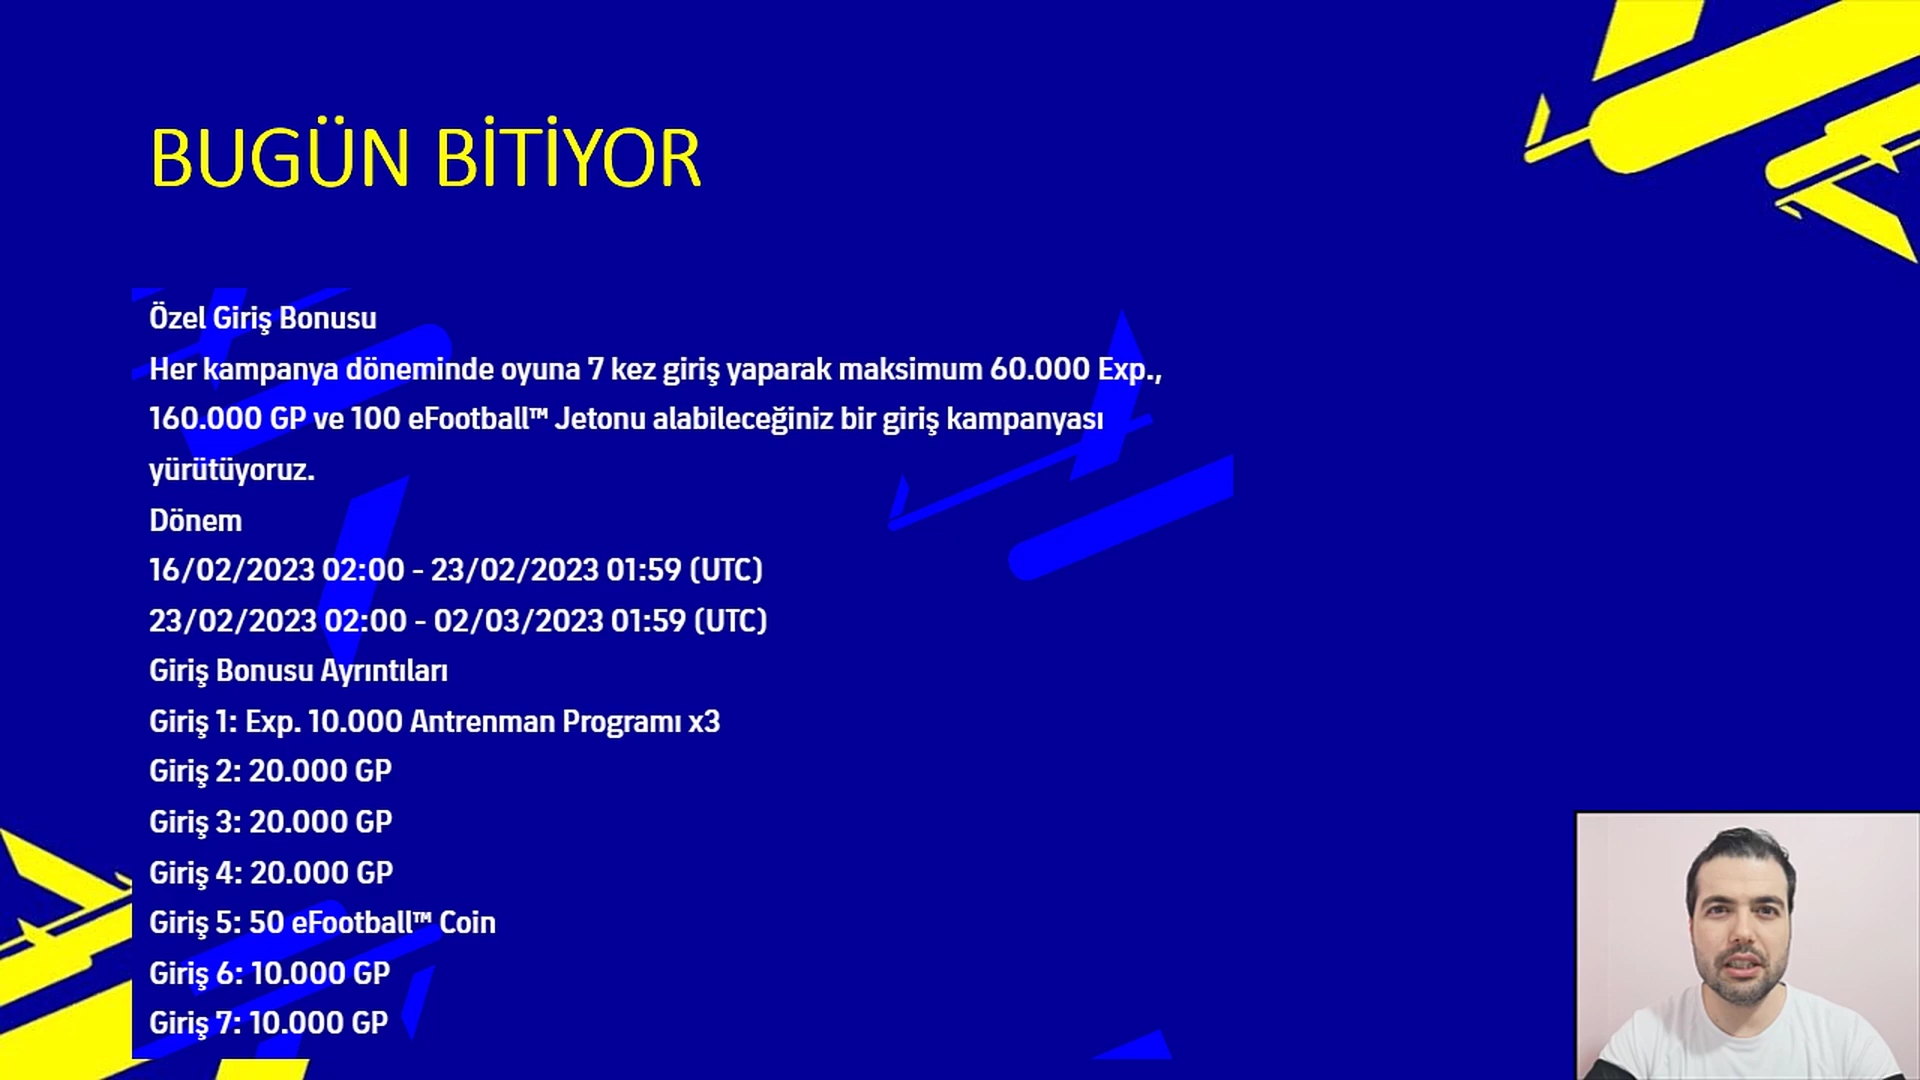 BUGÜN BİTİYOR
Özel Giriş Bonusu
Her kampanya döneminde oyuna 7 kez giriş yaparak maksimum 60.000 Exp.,
160.000 GP ve 100 eFootball™ Jetonu alabileceğiniz bir giriş kampanyası
yürütüyoruz.
Dönem
16/02/2023 02:00 - 23/02/2023 01:59 (UTC)
23/02/2023 02:00 - 02/03/2023 01:59 (UTC)
Giriş Bonusu Ayrıntıları
Giriş 1: Exp. 10.000 Antrenman Programı x3
Giriş 2: 20.000 GP
Giriş 3: 20.000 GP
Giriş 4: 20.000 GP
Giriş 5: 50 eFootball™ Coin
Giriş 6: 10.000 GP
Giriş 7: 10.000 GP